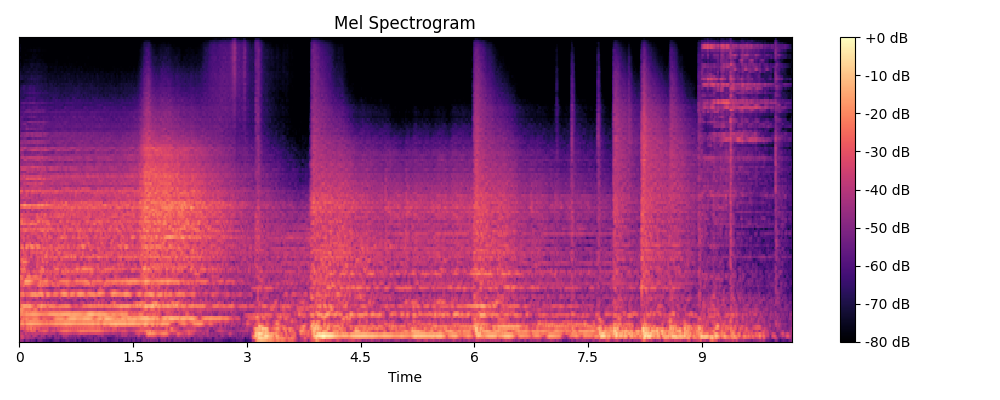 Mel Spectrogram
+0 dB
-10 dB
-20 dB
-30 dB
-40 dB
-50 dB
-60 dB
-70 dB
-80 dB
0
1.5
3
4.5
6
7.5
9
Time